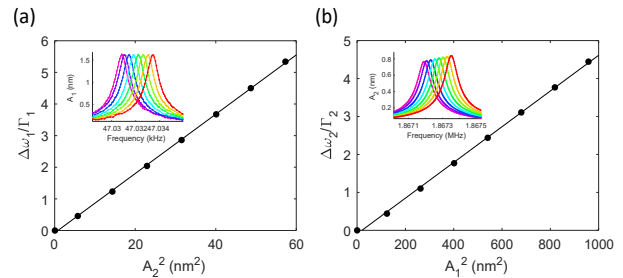 (a)
6
5
4
3
2
1
0
Δω₁/Γ₁
0 20 40 60
A₂² (nm²)
1.5
1
0.5
A₁ (nm)
47.03 47.032 47.034
Frequency (kHz)
(b)
5
4
3
2
1
0
Δω₂/Γ₂
0 200 400 600 800 1000
A₁² (nm²)
0.8
0.6
0.4
0.2
A₂ (nm)
1.8671 1.8673 1.8675
Frequency (MHz)